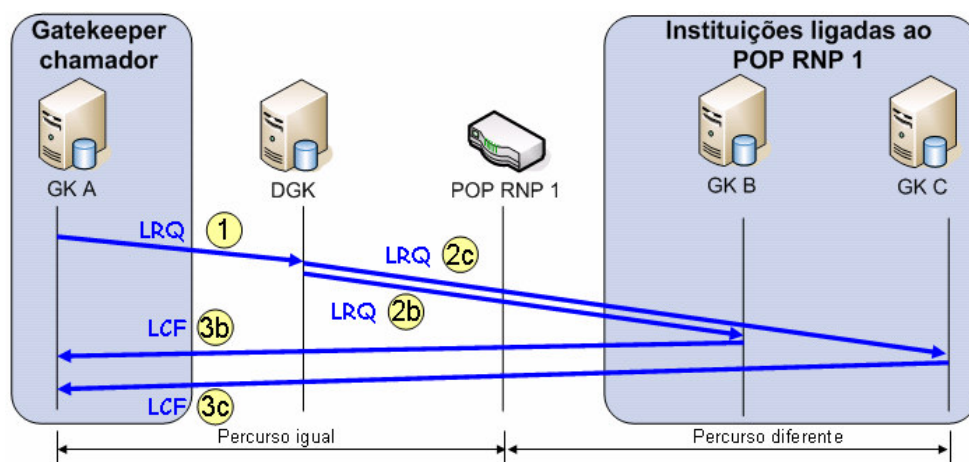 Gatekeeper
chamador
Instituições ligadas ao
POP RNP 1
GK A
DGK
POP RNP 1
GK B
GK C
LRQ 1
LRQ 2c
LRQ 2b
LCF 3b
LCF 3c
Percurso igual
Percurso diferente